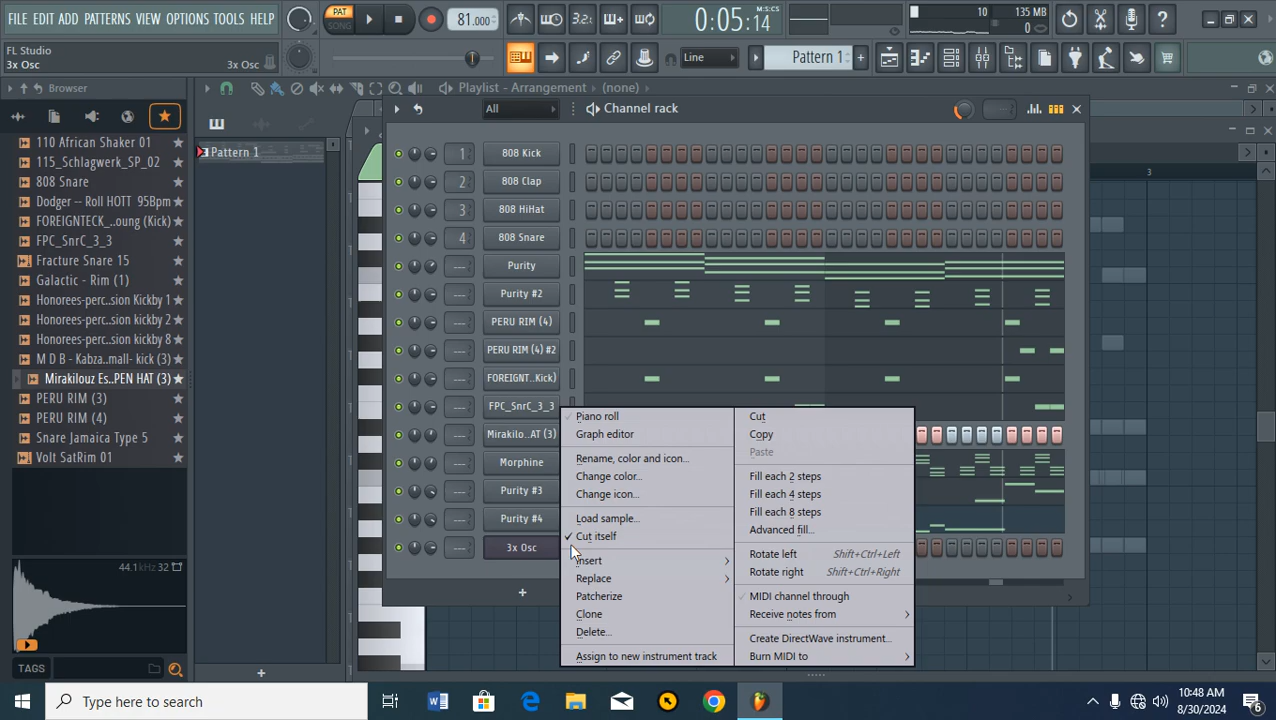 FILE EDIT ADD PATTERNS VIEW OPTIONS TOOLS HELP
PAT
SONG
81.000
3.2.
0:05:14
M:S:CS
10
135 MB
0
FL Studio
3x Osc
3x Osc
Line
Pattern 1
+
Browser
Playlist - Arrangement
(none)
110 African Shaker 01
115_Schlagwerk_SP_02
808 Snare
Dodger -- Roll HOTT 95Bpm
FOREIGNTECK_..oung (Kick)
FPC_SnrC_3_3
Fracture Snare 15
Galactic - Rim (1)
Honorees-perc...sion Kickby 1
Honorees-perc...sion kickby 2
Honorees-perc...sion kickby 8
M D B - Kabza...mall- kick (3)
Mirakilouz Es..PEN HAT (3)
PERU RIM (3)
PERU RIM (4)
Snare Jamaica Type 5
Volt SatRim 01
44.1 kHz 32
TAGS
Pattern 1
+
All
Channel rack
3
1
808 Kick
2
808 Clap
3
808 HiHat
4
808 Snare
---
Purity
---
Purity #2
---
PERU RIM (4)
---
PERU RIM (4) #2
---
FOREIGNT..Kick)
---
FPC_SnrC_3_3
---
Mirakilo..AT (3)
---
Morphine
---
Purity #3
---
Purity #4
---
3x Osc
+
Piano roll
Graph editor
Rename, color and icon...
Change color...
Change icon...
Load sample...
Cut itself
Insert
Replace
Patcherize
Clone
Delete...
Assign to new instrument track
Cut
Copy
Paste
Fill each 2 steps
Fill each 4 steps
Fill each 8 steps
Advanced fill...
Rotate left Shift+Ctrl+Left
Rotate right Shift+Ctrl+Right
MIDI channel through
Receive notes from
Create DirectWave instrument...
Burn MIDI to
Type here to search
10:48 AM
8/30/2024
6